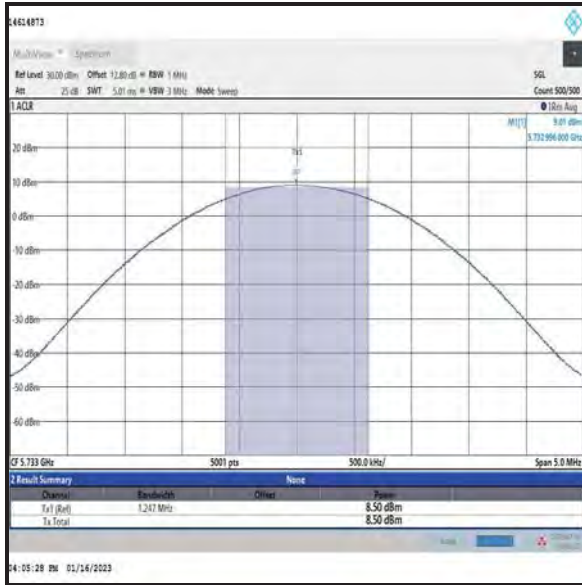 14614873
MultiView Spectrum
Ref Level 30.00 dBm Offset 12.80 dB RBW 1 MHz SGL
Att 25 dB SWT 5.01 ms VBW 3 MHz Mode Sweep Count 500/500
1 ACLR 1Rm Avg
M1[1] 9.01 dBm
5.732 996 000 GHz
20 dBm
Tx1
10 dBm
0 dBm
-10 dBm
-20 dBm
-30 dBm
-40 dBm
-50 dBm
-60 dBm
CF 5.733 GHz 5001 pts 500.0 kHz/ Span 5.0 MHz
2 Result Summary None
Channel Bandwidth Offset Power
Tx1 (Ref) 1.247 MHz 8.50 dBm
Tx Total 8.50 dBm
04:05:28 PM 01/16/2023